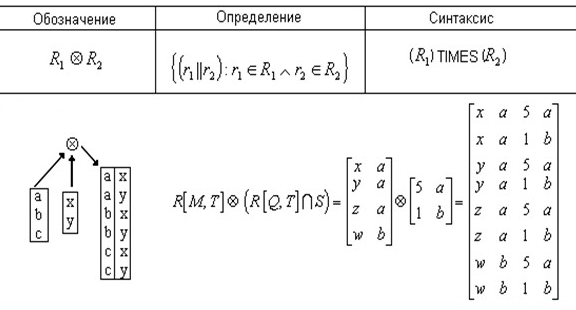 Обозначение Определение Синтаксис
R₁ ⊗ R₂ {(r₁||r₂): r₁ ∈ R₁ ∧ r₂ ∈ R₂} (R₁) TIMES (R₂)
⊗
a
b
b
c
x
y
a x
a y
b x
b y
b x
b y
c x
c y
R[M,T] ⊗ (R[Q,T] ∩ S) =
x a
y a
z a
w b
⊗
5 a
1 b
=
x a 5 a
x a 1 b
y a 5 a
y a 1 b
z a 5 a
z a 1 b
w b 5 a
w b 1 b